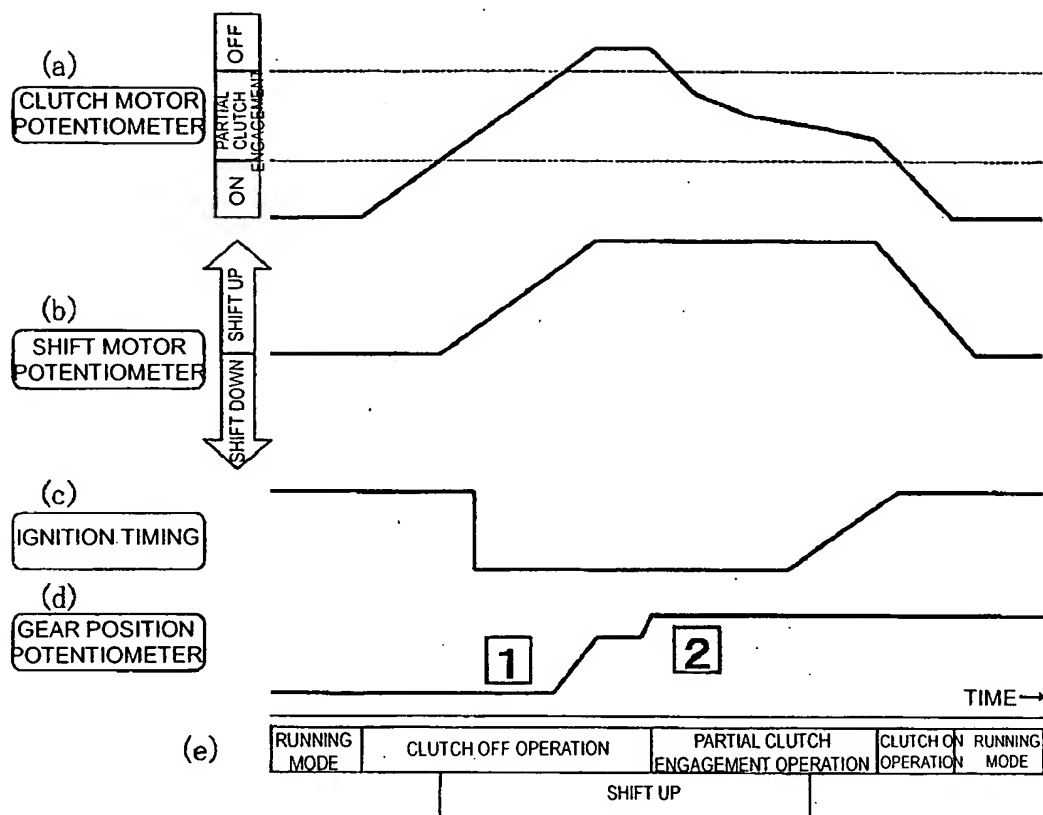 (a)
CLUTCH MOTOR
POTENTIOMETER
OFF
PARTIAL
CLUTCH
ENGAGEMENT
ON
(b)
SHIFT MOTOR
POTENTIOMETER
SHIFT UP
SHIFT DOWN
(c)
IGNITION TIMING
(d)
GEAR POSITION
POTENTIOMETER
1
2
TIME→
(e)
RUNNING
MODE
CLUTCH OFF OPERATION
PARTIAL CLUTCH
ENGAGEMENT OPERATION
CLUTCH ON
OPERATION
RUNNING
MODE
SHIFT UP